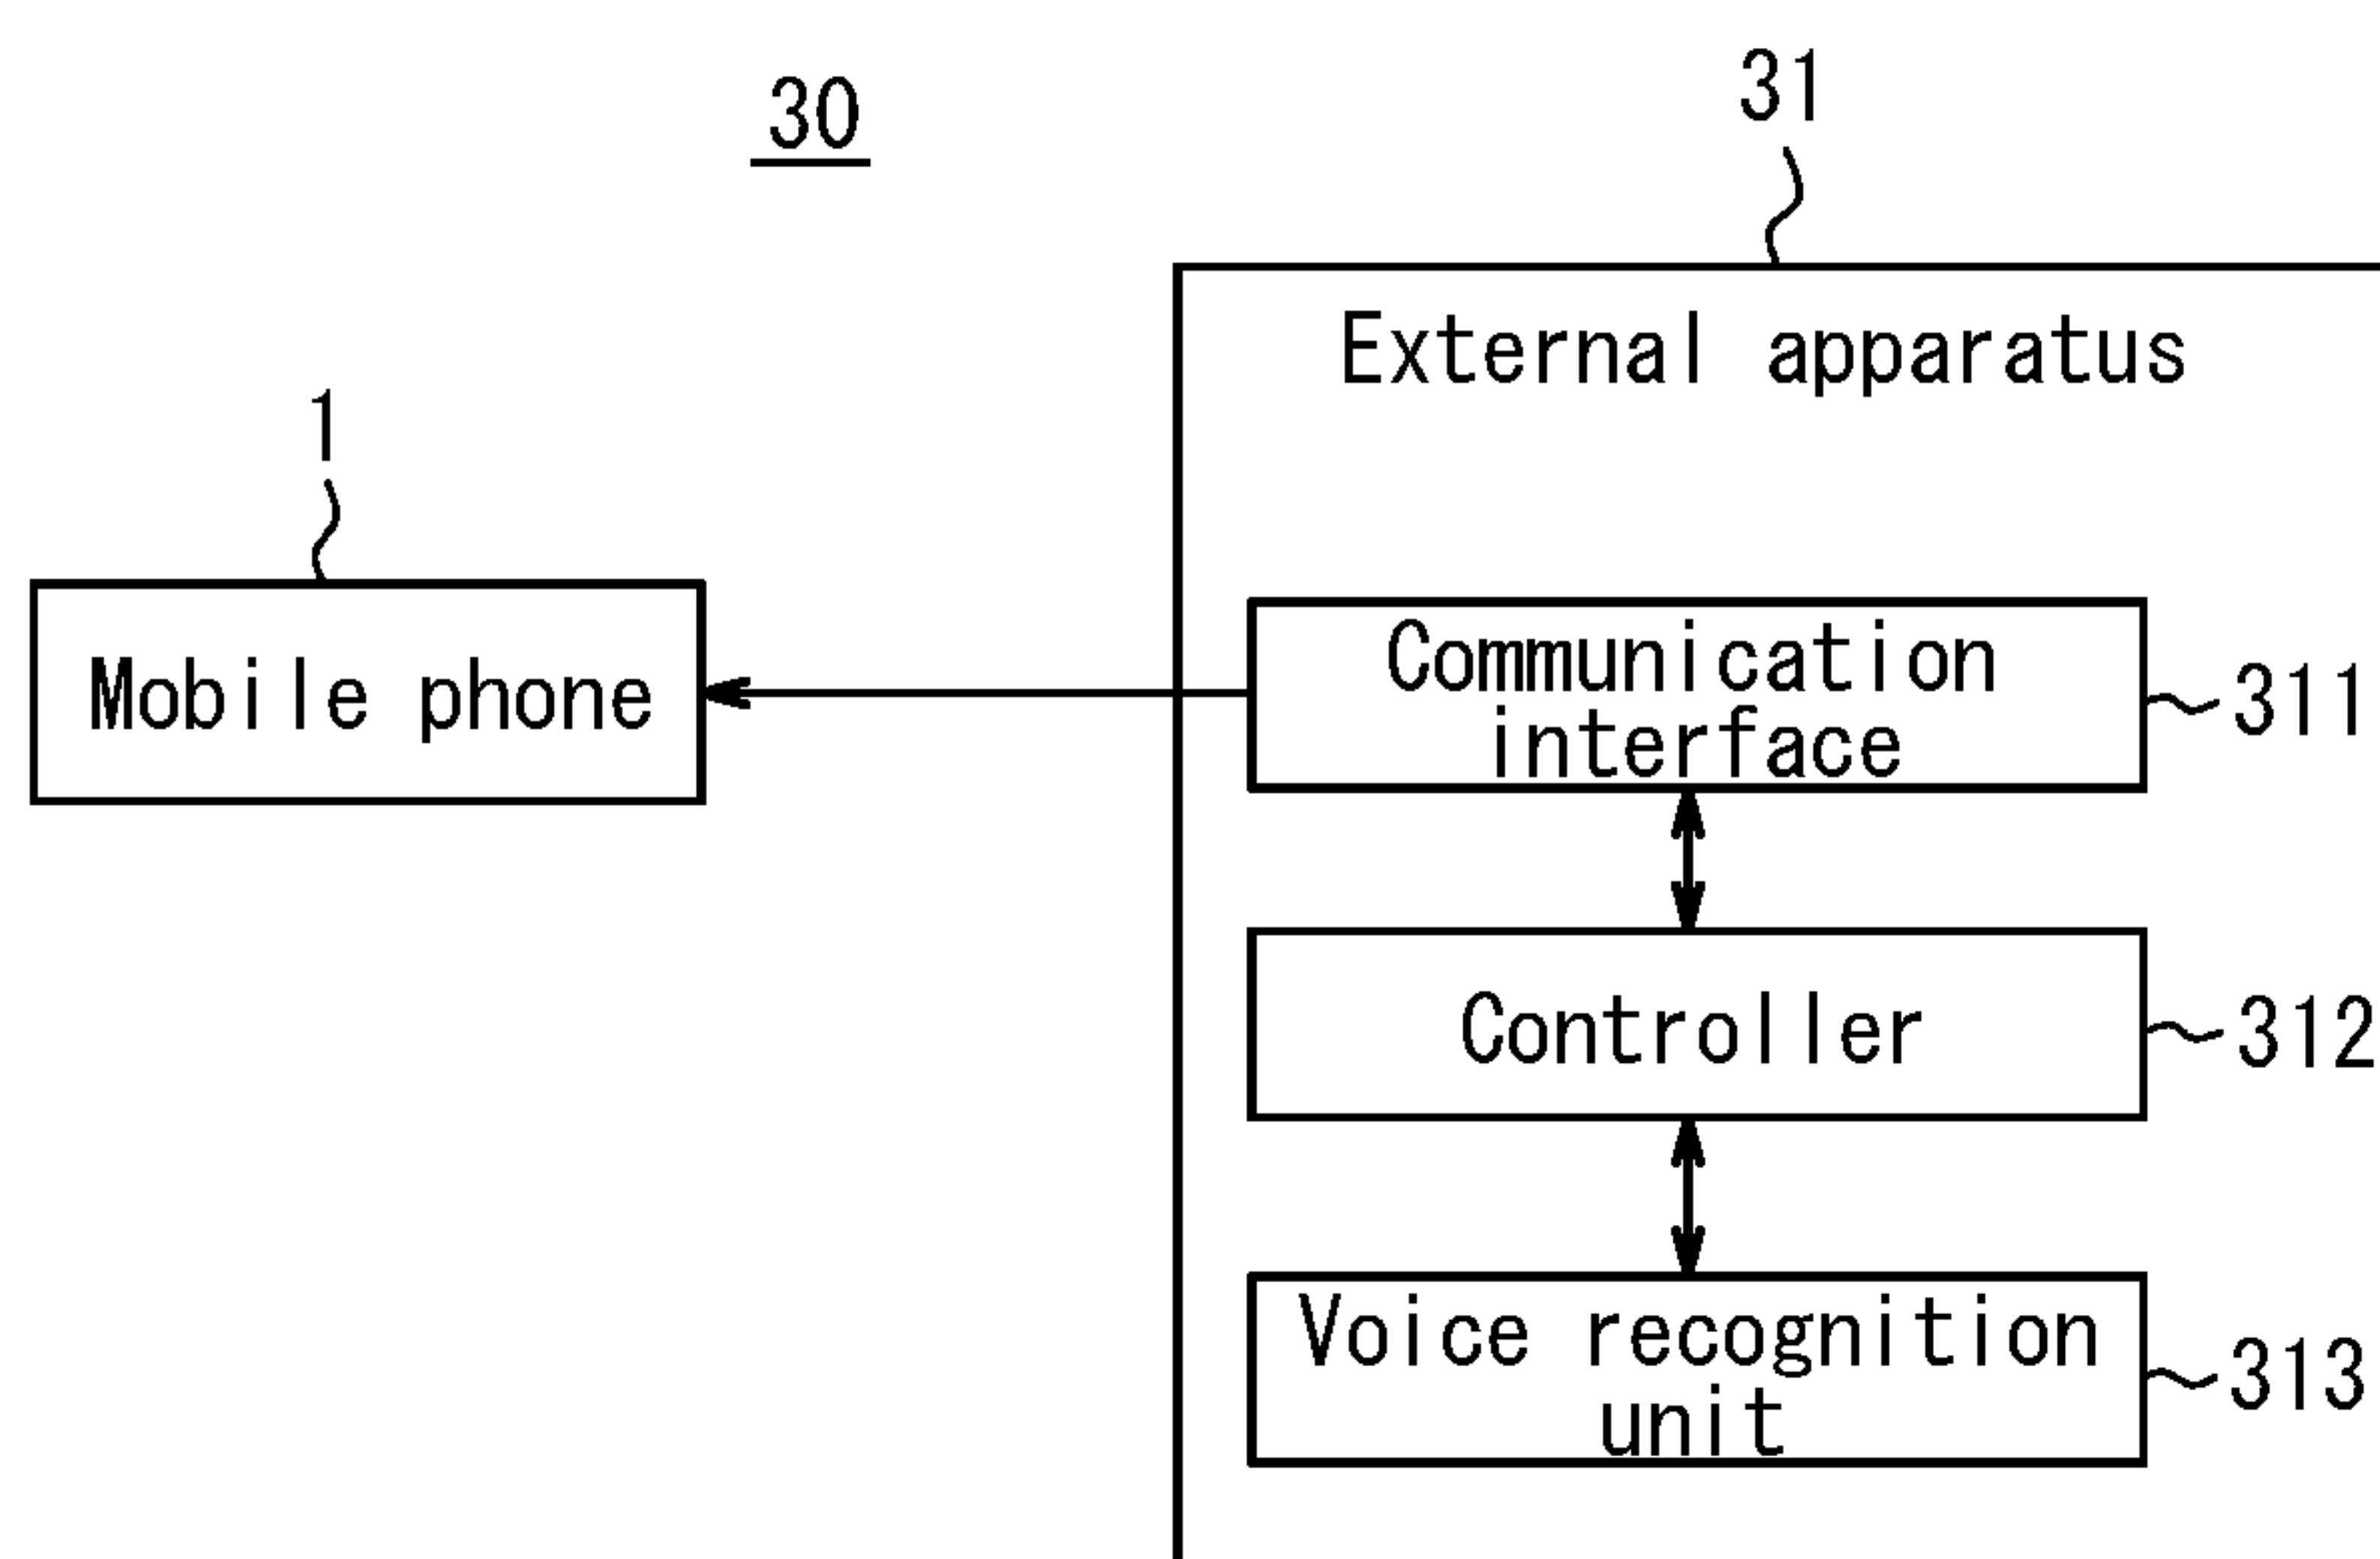 30
31
External apparatus
1
Mobile phone
Communication
interface
311
Controller
312
Voice recognition
unit
313